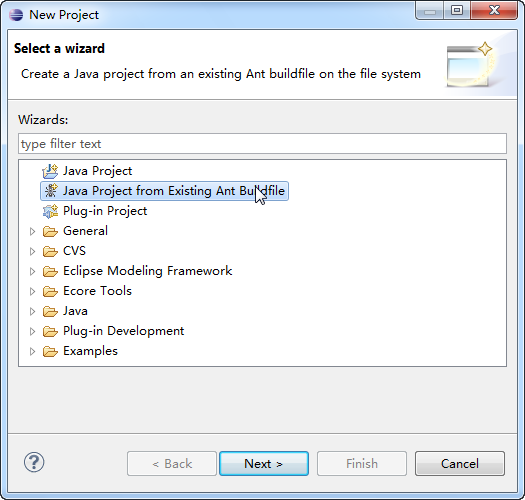 New Project
Select a wizard
Create a Java project from an existing Ant buildfile on the file system
Wizards:
type filter text
Java Project
Java Project from Existing Ant Buildfile
Plug-in Project
General
CVS
Eclipse Modeling Framework
Ecore Tools
Java
Plug-in Development
Examples
?
< Back
Next >
Finish
Cancel